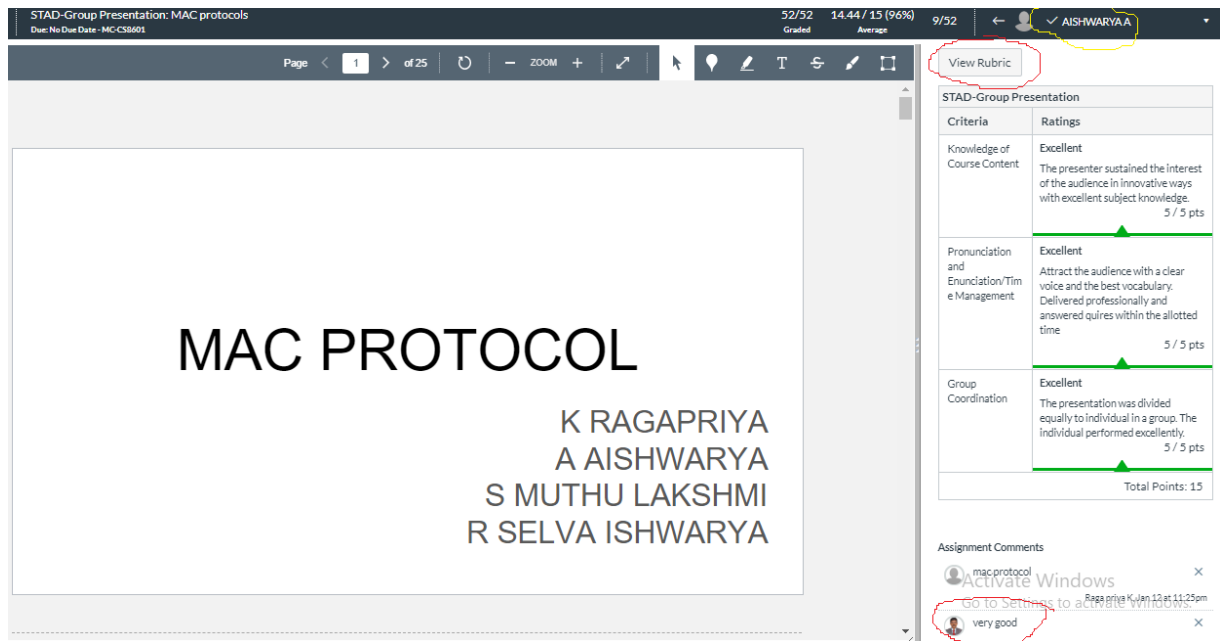 STAD-Group Presentation: MAC protocols
Due: No Due Date - MC-CS8601
52/52
Graded
14.44 / 15 (96%)
Average
9/52
AISHWARYA A
Page
1
of 25
ZOOM
T
S
MAC PROTOCOL
K RAGAPRIYA
A AISHWARYA
S MUTHU LAKSHMI
R SELVA ISHWARYA
View Rubric
STAD-Group Presentation
Criteria
Ratings
Knowledge of
Course Content
Excellent
The presenter sustained the interest
of the audience in innovative ways
with excellent subject knowledge.
5 / 5 pts
Pronunciation
and
Enunciation/Tim
e Management
Excellent
Attract the audience with a clear
voice and the best vocabulary.
Delivered professionally and
answered quires within the allotted
time
5 / 5 pts
Group
Coordination
Excellent
The presentation was divided
equally to individual in a group. The
individual performed excellently.
5 / 5 pts
Total Points: 15
Assignment Comments
mac protocol
Activate Windows
Raga priya K, Jan 12 at 11:25pm
Go to Settings to activate Windows.
very good